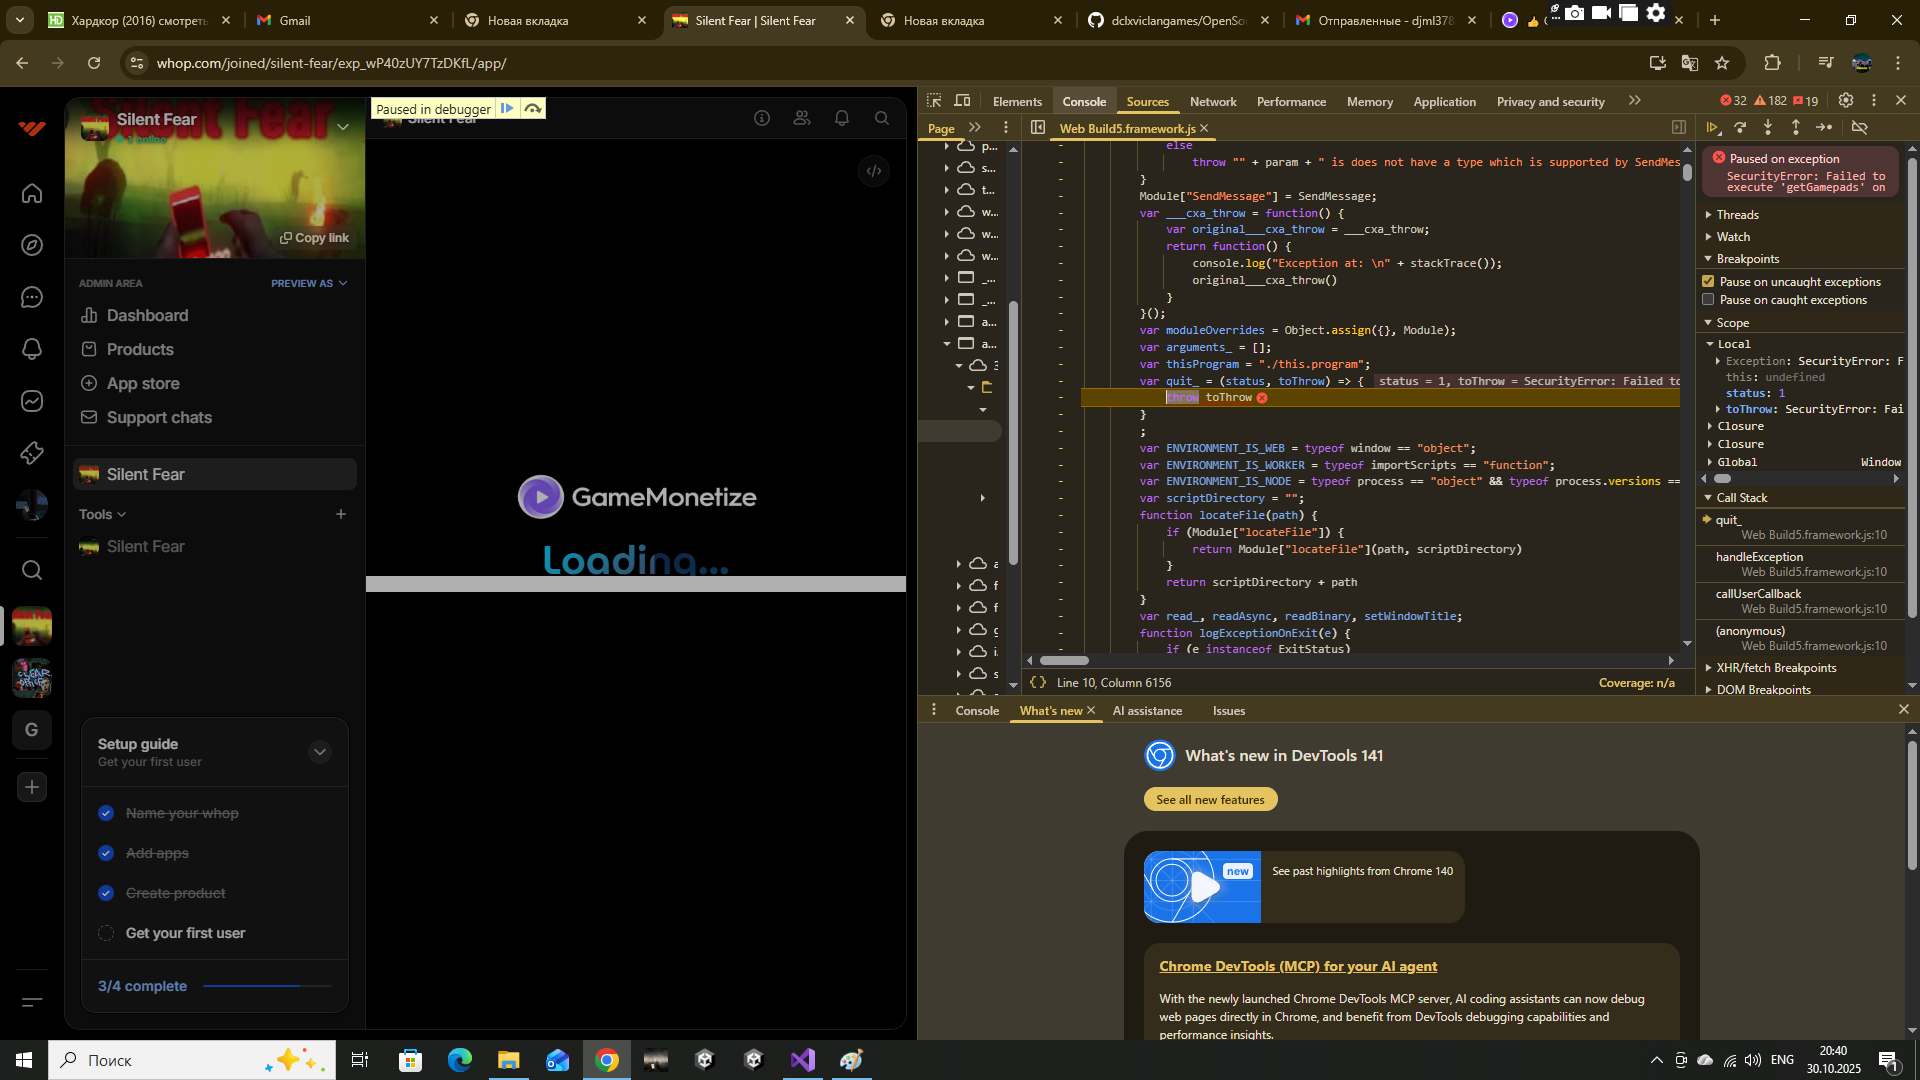 Хардкор (2016) смотреть
Gmail
Новая вкладка
Silent Fear | Silent Fear
Новая вкладка
dclxviclangames/OpenSo
Отправленные - djml378
whop.com/joined/silent-fear/exp_wP40zUY7TzDKfL/app/
Silent Fear
1 online
Copy link
ADMIN AREA
PREVIEW AS
Dashboard
Products
App store
Support chats
Silent Fear
Tools
Silent Fear
G
Setup guide
Get your first user
Name your whop
Add apps
Create product
Get your first user
3/4 complete
Paused in debugger
Silent Fear
GameMonetize
Loading...
Elements
Console
Sources
Network
Performance
Memory
Application
Privacy and security
32
182
19
Page
Web Build5.framework.js
p...
s...
t...
w...
w...
w...
_...
_...
a...
a...
else
throw "" + param + " is does not have a type which is supported by SendMes
}
Module["SendMessage"] = SendMessage;
var ___cxa_throw = function() {
var original___cxa_throw = ___cxa_throw;
return function() {
console.log("Exception at: \n" + stackTrace());
original___cxa_throw()
}
}();
var moduleOverrides = Object.assign({}, Module);
var arguments_ = [];
var thisProgram = "./this.program";
var quit_ = (status, toThrow) => { status = 1, toThrow = SecurityError: Failed to
throw toThrow
}
;
var ENVIRONMENT_IS_WEB = typeof window == "object";
var ENVIRONMENT_IS_WORKER = typeof importScripts == "function";
var ENVIRONMENT_IS_NODE = typeof process == "object" && typeof process.versions ==
var scriptDirectory = "";
function locateFile(path) {
if (Module["locateFile"]) {
return Module["locateFile"](path, scriptDirectory)
}
return scriptDirectory + path
}
var read_, readAsync, readBinary, setWindowTitle;
function logExceptionOnExit(e) {
if (e instanceof ExitStatus)
{} Line 10, Column 6156
Coverage: n/a
Paused on exception
SecurityError: Failed to
execute 'getGamepads' on
Threads
Watch
Breakpoints
Pause on uncaught exceptions
Pause on caught exceptions
Scope
Local
Exception: SecurityError: F
this: undefined
status: 1
toThrow: SecurityError: Fai
Closure
Closure
Global
Window
Call Stack
quit_
Web Build5.framework.js:10
handleException
Web Build5.framework.js:10
callUserCallback
Web Build5.framework.js:10
(anonymous)
Web Build5.framework.js:10
XHR/fetch Breakpoints
DOM Breakpoints
Console
What's new
AI assistance
Issues
What's new in DevTools 141
See all new features
new
See past highlights from Chrome 140
Chrome DevTools (MCP) for your AI agent
With the newly launched Chrome DevTools MCP server, AI coding assistants can now debug
web pages directly in Chrome, and benefit from DevTools debugging capabilities and
performance insights.
Поиск
ENG
20:40
30.10.2025
1